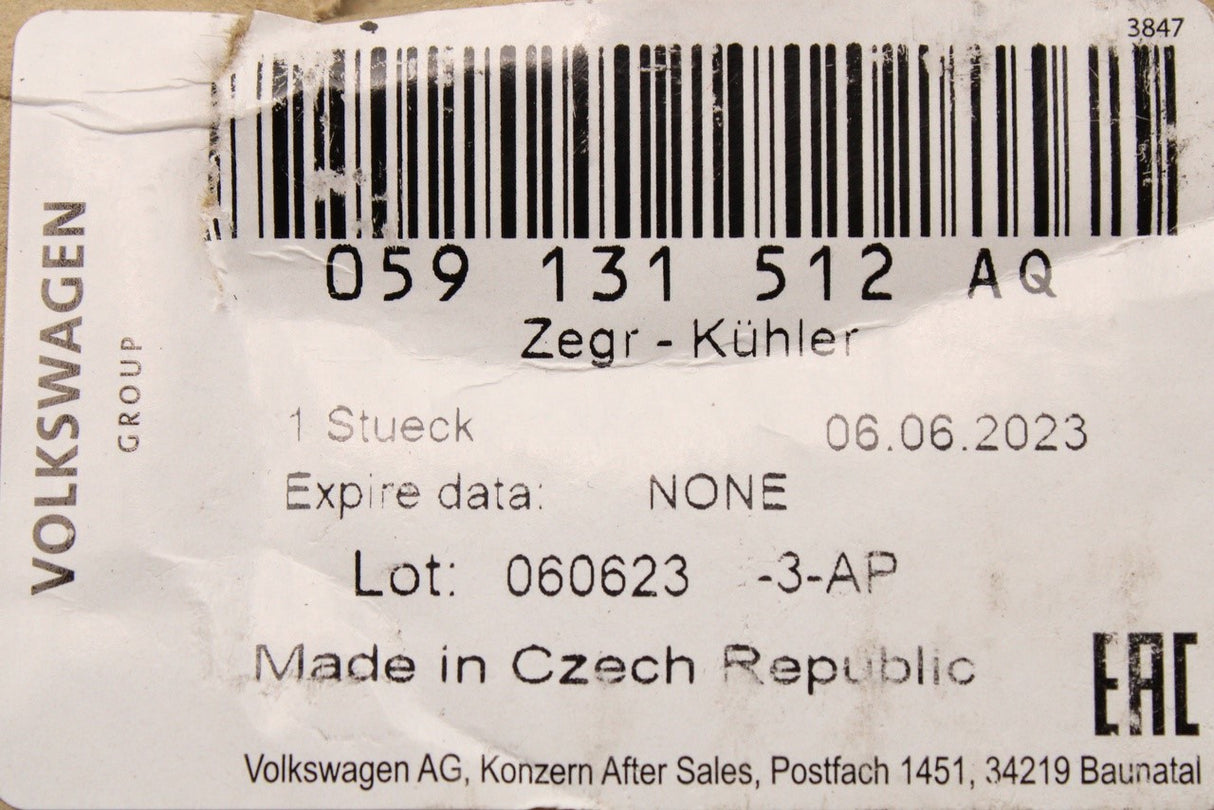 3847
059 131 512 AQ
Zegr - Kühler
1 Stueck 06.06.2023
Expire data: NONE
Lot: 060623 -3-AP
Made in Czech Republic
EAC
Volkswagen AG, Konzern After Sales, Postfach 1451, 34219 Baunatal
VOLKSWAGEN
GROUP